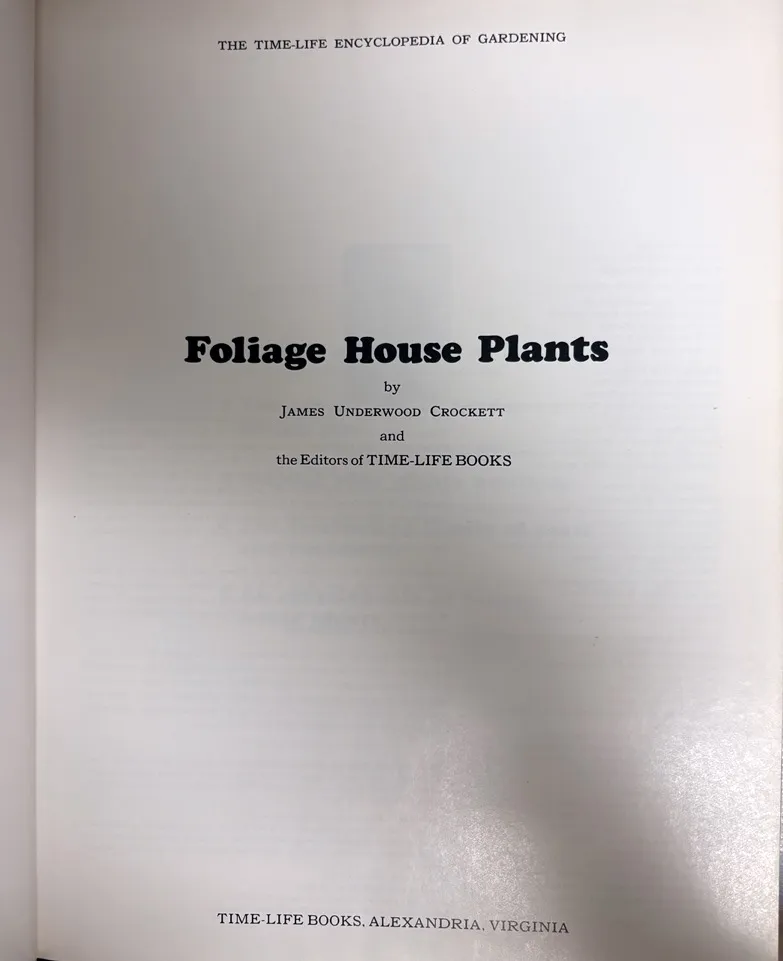 THE TIME-LIFE ENCYCLOPEDIA OF GARDENING
Foliage House Plants
by
JAMES UNDERWOOD CROCKETT
and
the Editors of TIME-LIFE BOOKS
TIME-LIFE BOOKS, ALEXANDRIA, VIRGINIA